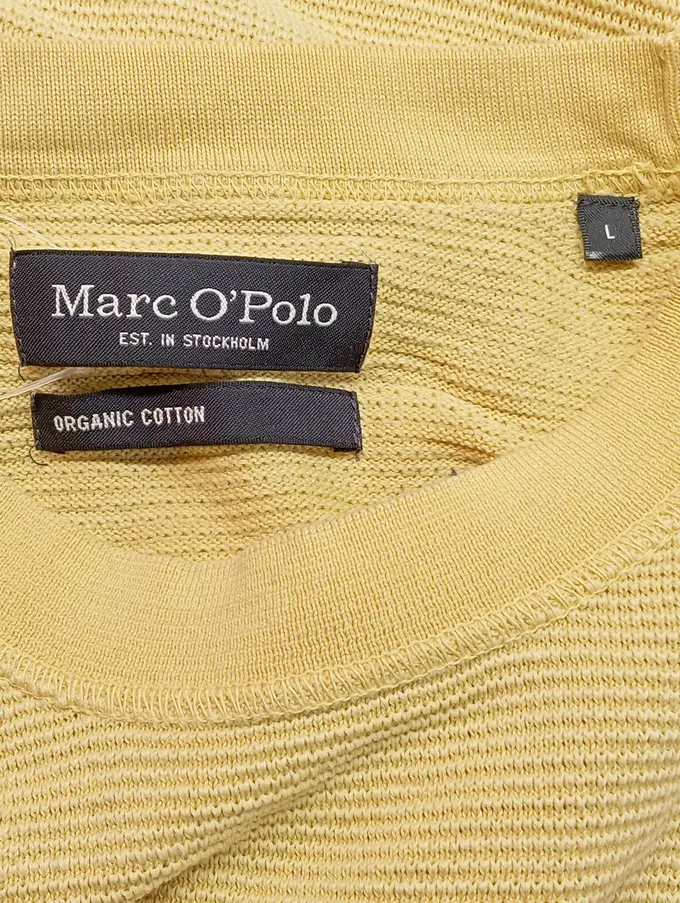 L
Marc O'Polo
EST. IN STOCKHOLM
ORGANIC COTTON